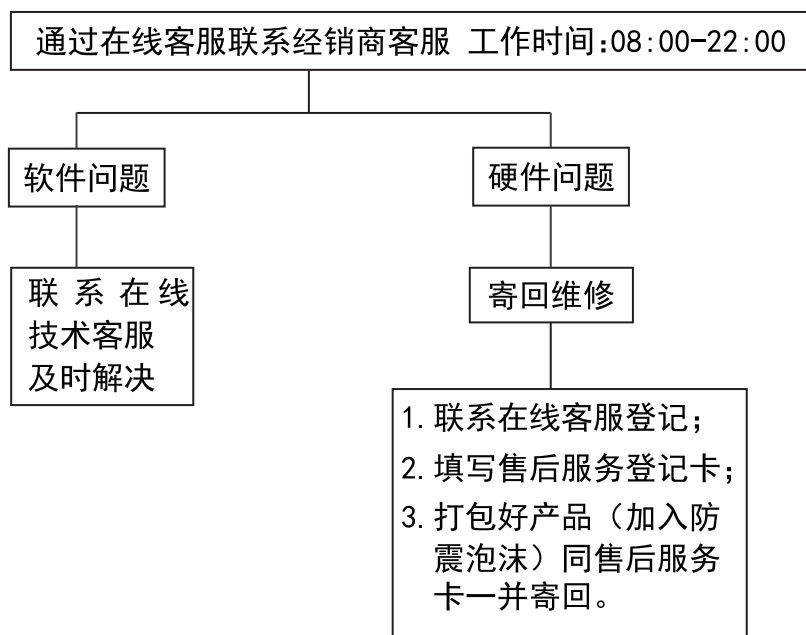 通过在线客服联系经销商客服 工作时间:08:00-22:00
软件问题
硬件问题
联系在线
技术客服
及时解决
寄回维修
1. 联系在线客服登记;
2. 填写售后服务登记卡;
3. 打包好产品（加入防
震泡沫）同售后服务
卡一并寄回。